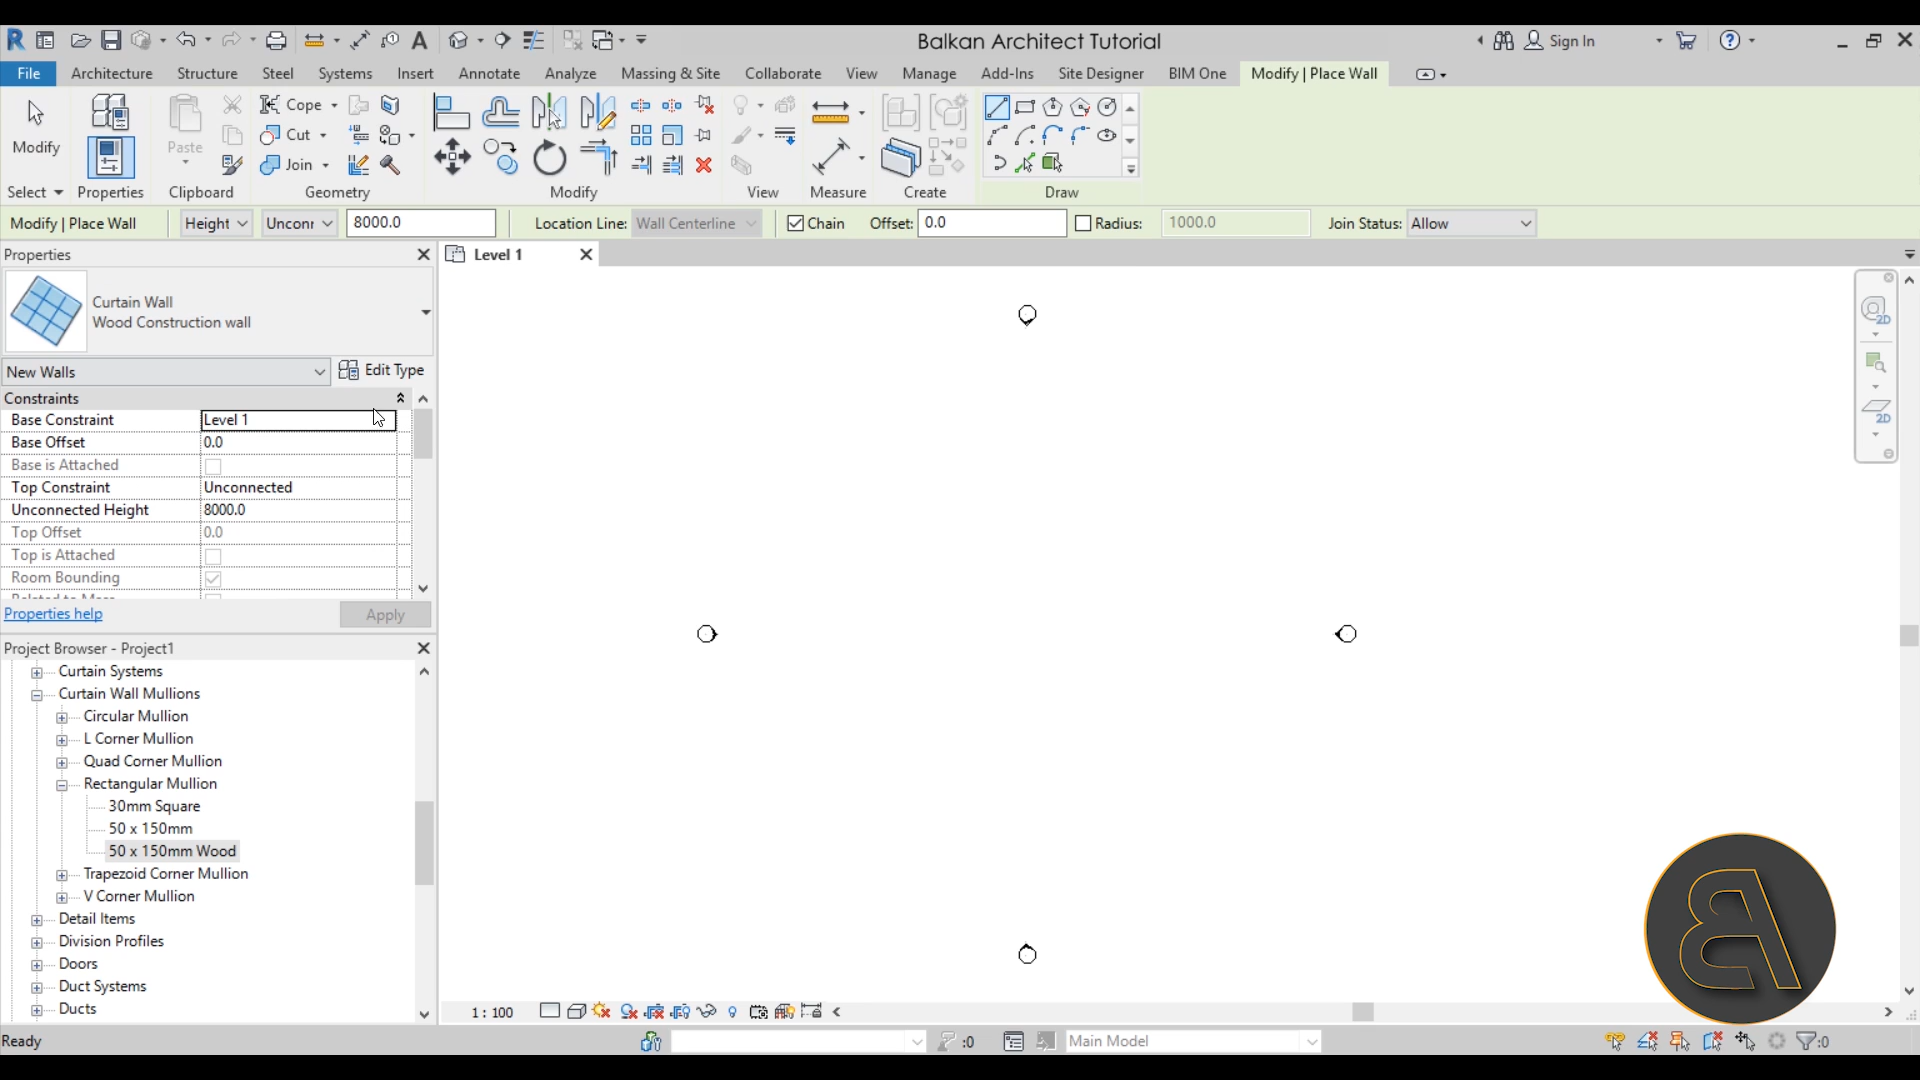 Balkan Architect Tutorial
Sign In
File Architecture Structure Steel Systems Insert Annotate Analyze Massing & Site Collaborate View Manage Add-Ins Site Designer BIM One Modify | Place Wall
Cope
Cut
Join
Modify
Paste
Select Properties Clipboard Geometry Modify View Measure Create Draw
Modify | Place Wall Height Unconr 8000.0 Location Line: Wall Centerline Chain Offset: 0.0 Radius: 1000.0 Join Status: Allow
Properties
Level 1
Curtain Wall
Wood Construction wall
New Walls
Edit Type
Constraints
Base Constraint Level 1
Base Offset 0.0
Base is Attached
Top Constraint Unconnected
Unconnected Height 8000.0
Top Offset 0.0
Top is Attached
Room Bounding
Properties help
Apply
Project Browser - Project1
Curtain Systems
Curtain Wall Mullions
Circular Mullion
L Corner Mullion
Quad Corner Mullion
Rectangular Mullion
30mm Square
50 x 150mm
50 x 150mm Wood
Trapezoid Corner Mullion
V Corner Mullion
Detail Items
Division Profiles
Doors
Duct Systems
Ducts
2D
2D
1 : 100
Ready
:0
Main Model
:0